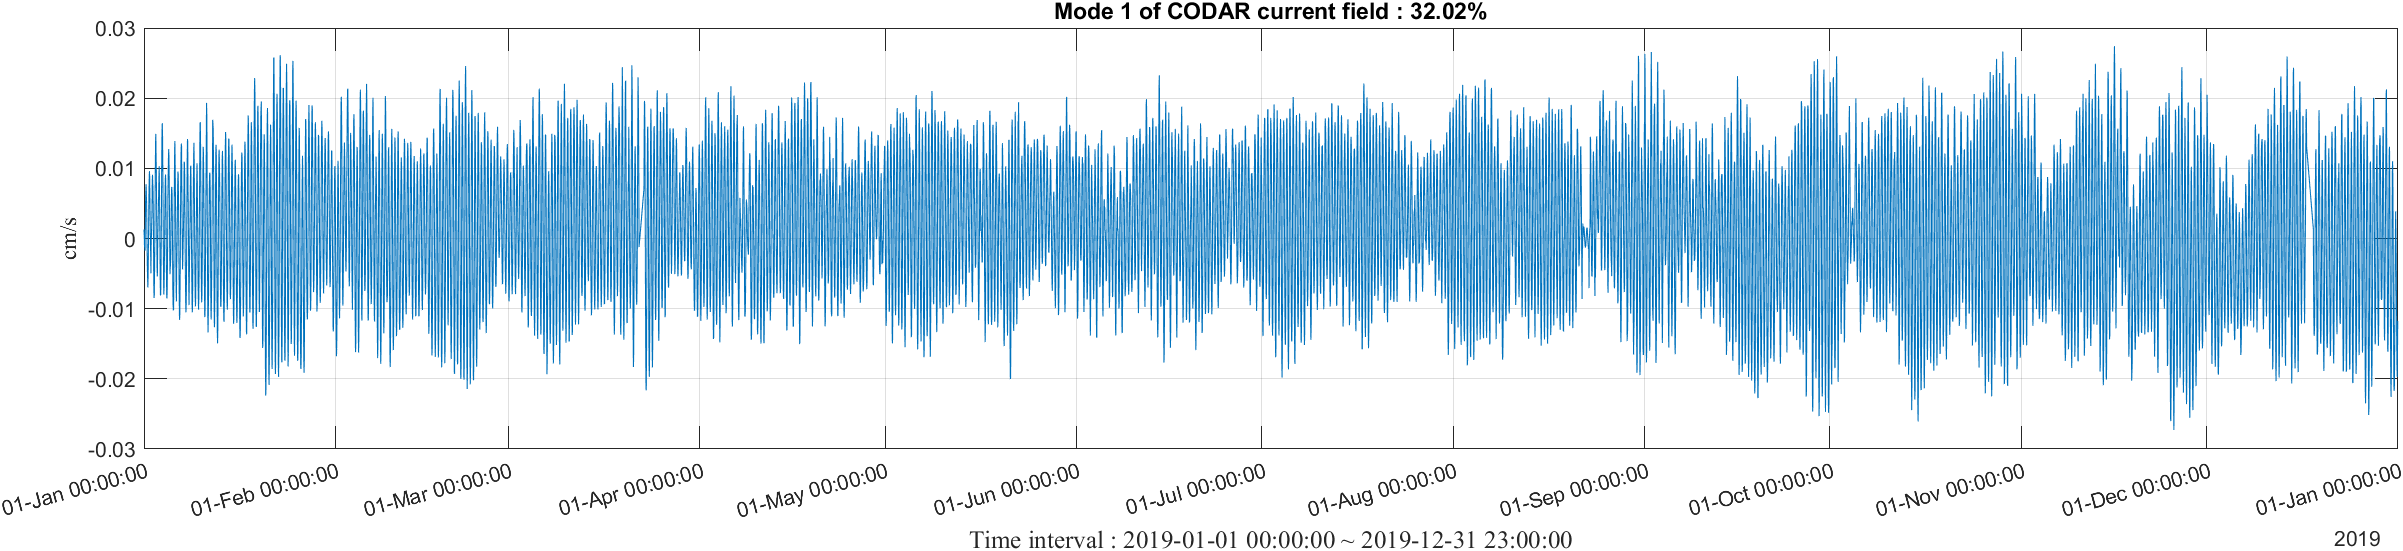 Mode 1 of CODAR current field : 32.02%
0.03
0.02
0.01
0
-0.01
-0.02
-0.03
cm/s
01-Jan 00:00:00
01-Feb 00:00:00
01-Mar 00:00:00
01-Apr 00:00:00
01-May 00:00:00
01-Jun 00:00:00
01-Jul 00:00:00
01-Aug 00:00:00
01-Sep 00:00:00
01-Oct 00:00:00
01-Nov 00:00:00
01-Dec 00:00:00
01-Jan 00:00:00
Time interval : 2019-01-01 00:00:00 ~ 2019-12-31 23:00:00
2019